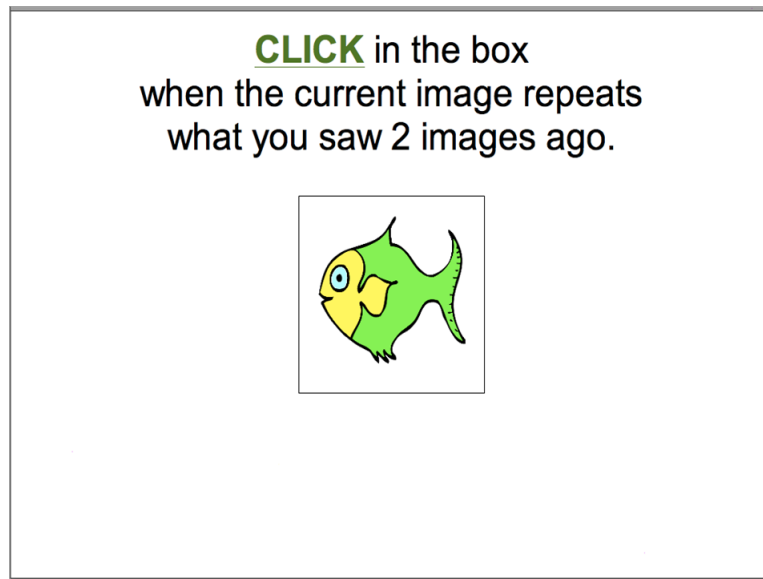 CLICK in the box
when the current image repeats
what you saw 2 images ago.